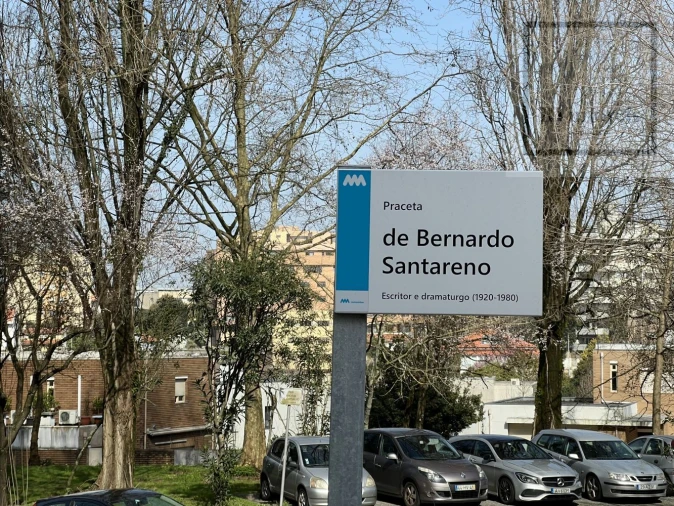 Praceta
de Bernardo
Santareno
Escritor e dramaturgo (1920-1980)